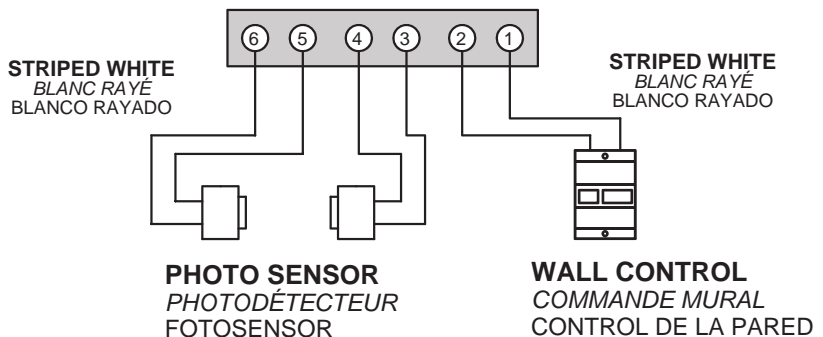 6 5 4 3 2 1
STRIPED WHITE
BLANC RAYÉ
BLANCO RAYADO
STRIPED WHITE
BLANC RAYÉ
BLANCO RAYADO
PHOTO SENSOR
PHOTODÉTECTEUR
FOTOSENSOR
WALL CONTROL
COMMANDE MURAL
CONTROL DE LA PARED